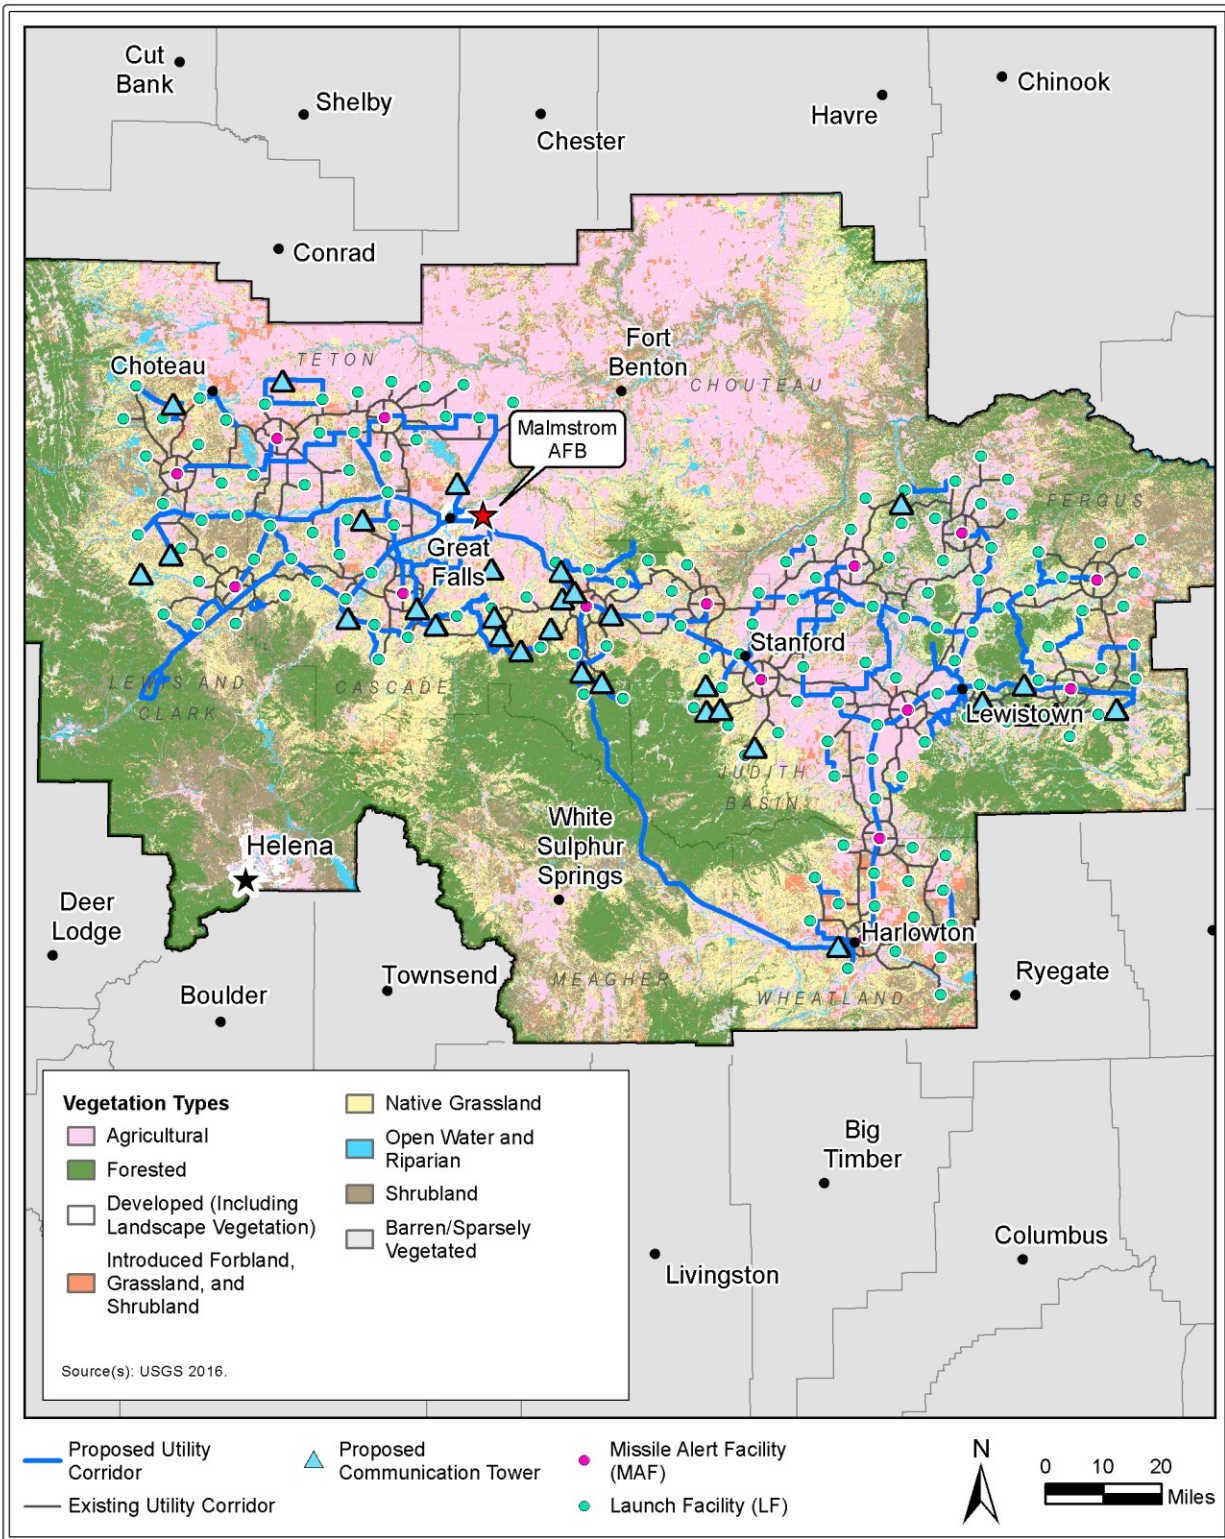 Cut
Bank
Shelby
Chester
Havre
Chinook
Conrad
Fort
Benton
Choteau
TETON
CHOUTEAU
Malmstrom
AFB
FERGUS
Great
Falls
Stanford
LEWIS AND
CLARK
CASCADE
Lewistown
JUDITH
BASIN
White
Sulphur
Springs
Helena
Deer
Lodge
Harlowton
Townsend
MEAGHER
WHEATLAND
Ryegate
Boulder
Vegetation Types
Agricultural
Forested
Developed (Including
Landscape Vegetation)
Introduced Forbland,
Grassland, and
Shrubland
Native Grassland
Open Water and
Riparian
Shrubland
Barren/Sparsely
Vegetated
Source(s): USGS 2016.
Big
Timber
Columbus
Livingston
Proposed Utility
Corridor
Existing Utility Corridor
Proposed
Communication Tower
Missile Alert Facility
(MAF)
Launch Facility (LF)
N
0 10 20
Miles